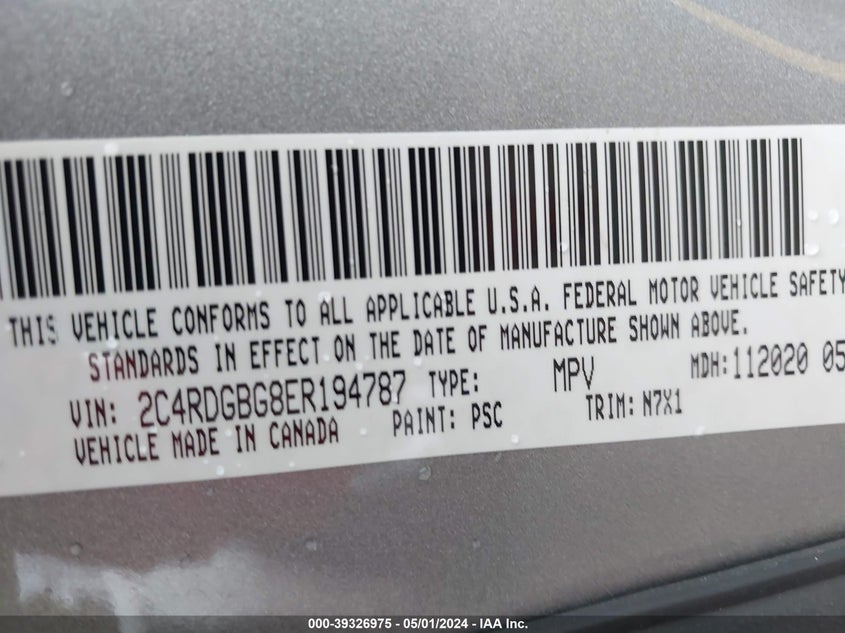 THIS VEHICLE CONFORMS TO ALL APPLICABLE U.S.A. FEDERAL MOTOR VEHICLE SAFETY
STANDARDS IN EFFECT ON THE DATE OF MANUFACTURE SHOWN ABOVE.
VIN: 2C4RDGBG8ER194787 TYPE: MPV MDH:112020 05
VEHICLE MADE IN CANADA PAINT: PSC TRIM: N7X1
000-39326975 - 05/01/2024 - IAA Inc.